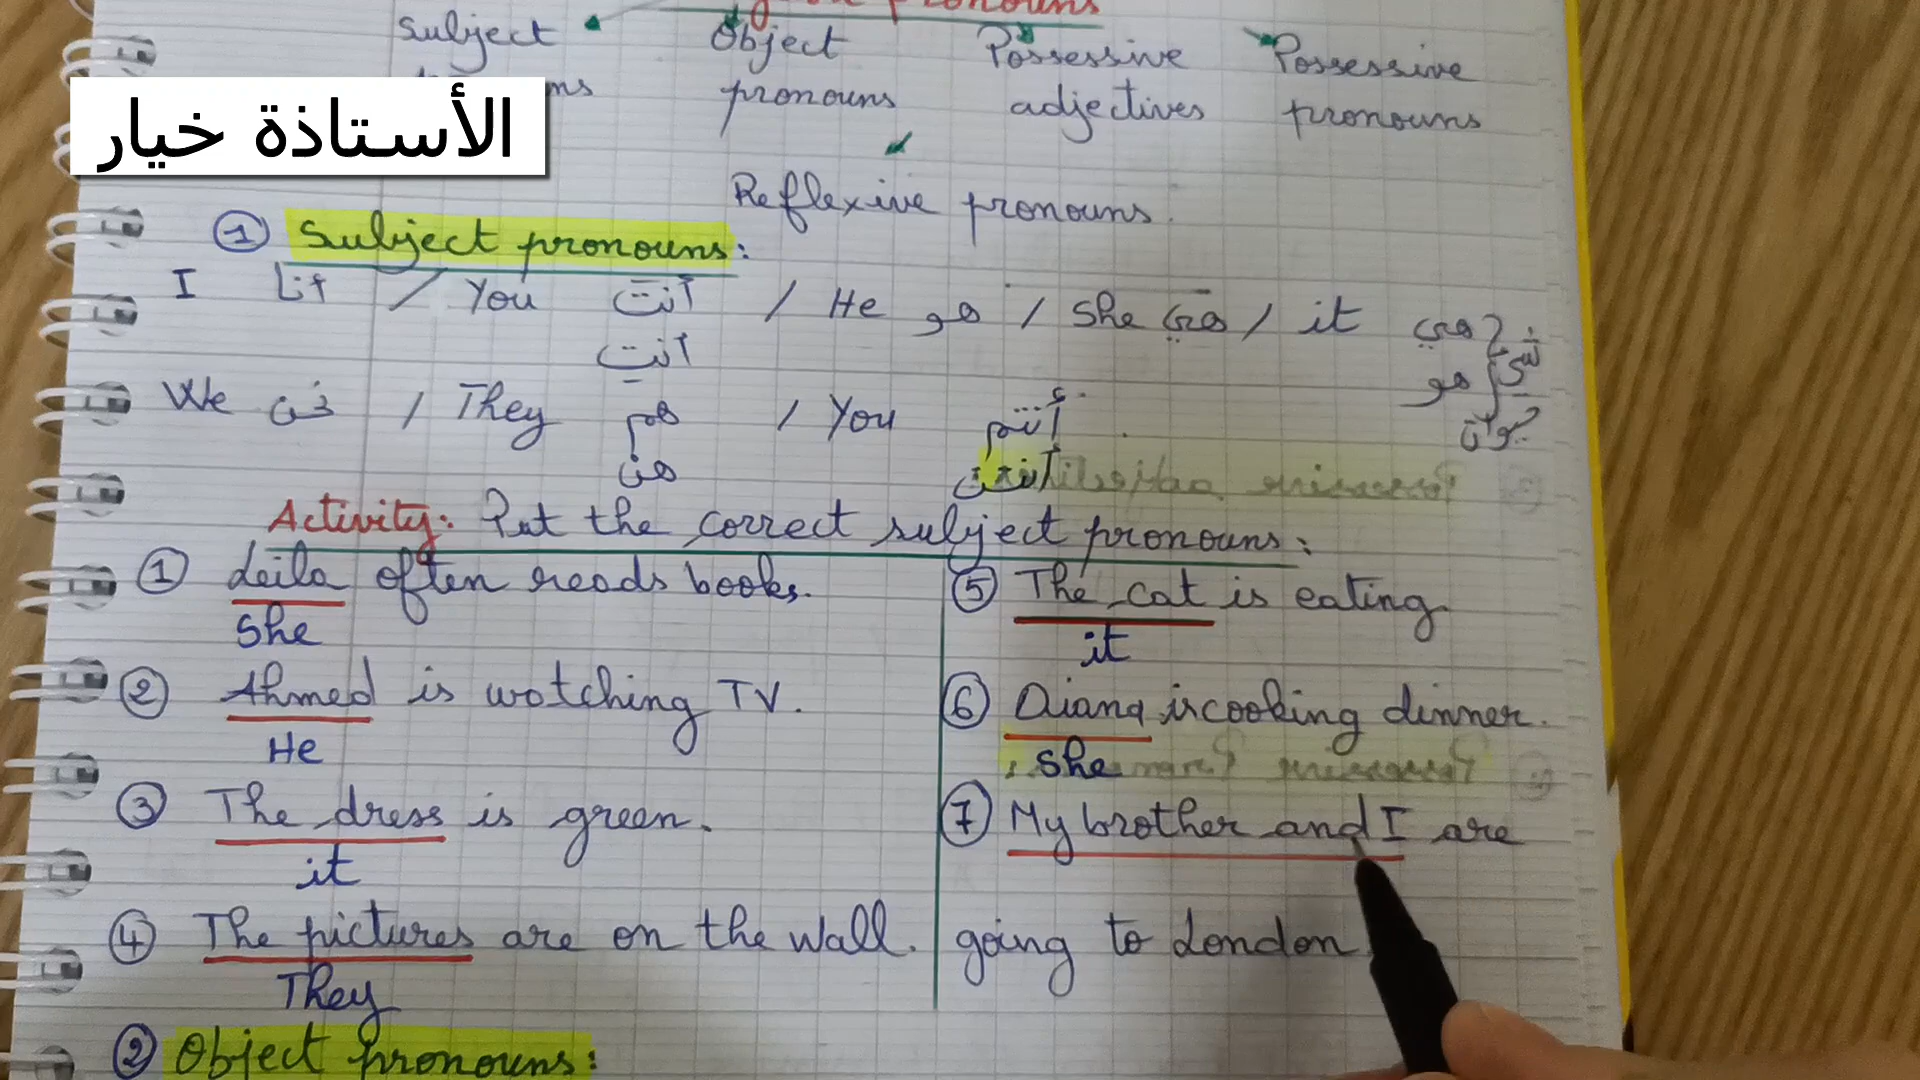 pronouns
Subject Object Possessive Possessive
pronouns adjectives pronouns
الأستاذة خيار
Reflexive pronouns.
① Subject pronouns:
I أنا / You أنتَ / He هو / She هي / it هي
أنتِ هو
We نحن / They هم / You أنتم
هن أنتن
Activity: Put the correct subject pronouns:
① Leila often reads books.
She
② Ahmed is watching TV.
He
③ The dress is green.
it
④ The pictures are on the wall.
They
⑤ The cat is eating
it
⑥ Diana is cooking dinner.
she
⑦ My brother and I are
going to London
② Object pronouns: